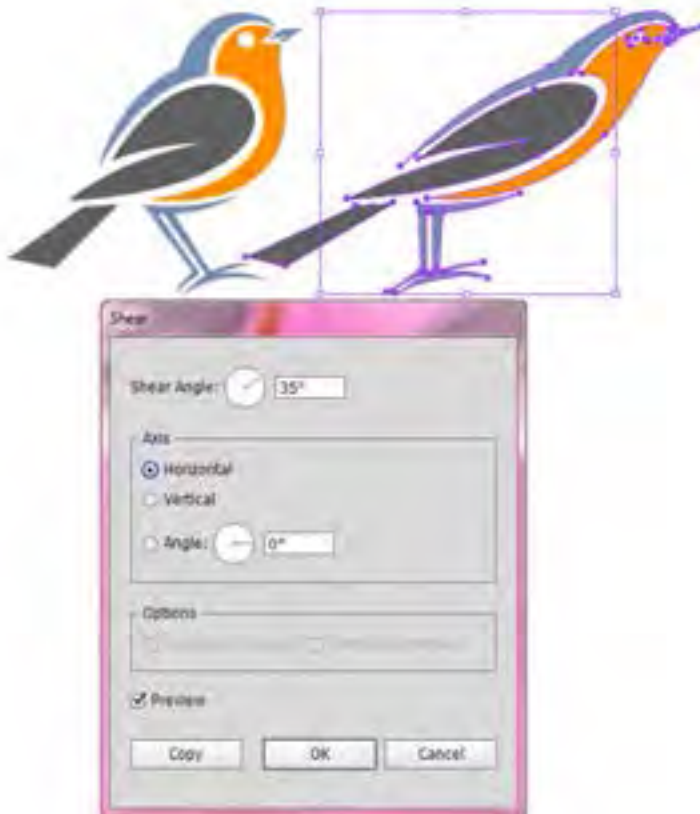 Shear
Shear Angle: 35°
Axis
Horizontal
Vertical
Angle: 0°
Options
Preview
Copy OK Cancel